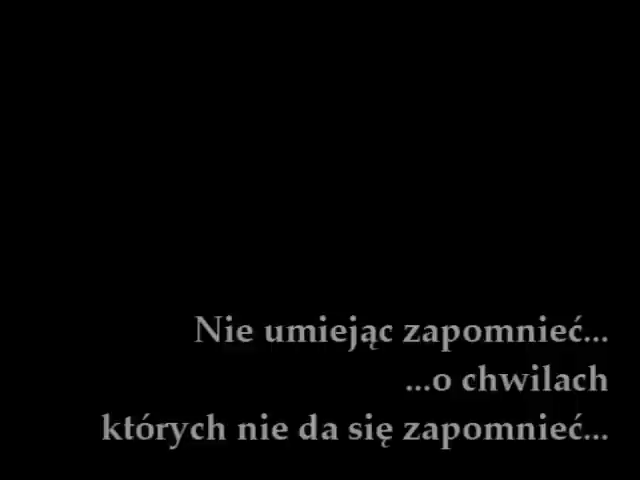 Nie umiejąc zapomnieć...
...o chwilach
których nie da się zapomnieć...